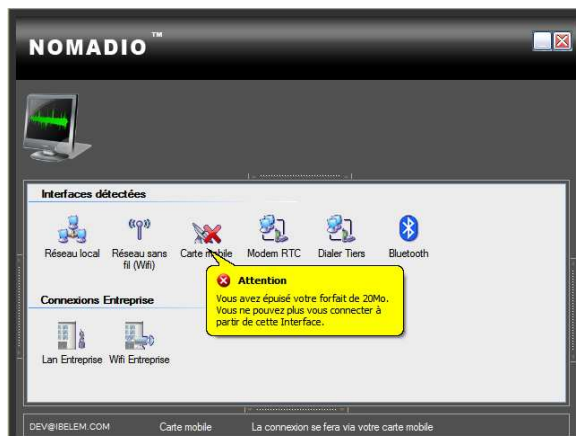 NOMADIO™
Interfaces détectées
Réseau local
Réseau sans
fil (Wifi)
Carte mobile
Modem RTC
Dialer Tiers
Bluetooth
Attention
Vous avez épuisé votre forfait de 20Mo.
Vous ne pouvez plus vous connecter à
partir de cette Interface.
Connexions Entreprise
Lan Entreprise
Wifi Entreprise
DEV@IBELEM.COM
Carte mobile
La connexion se fera via votre carte mobile